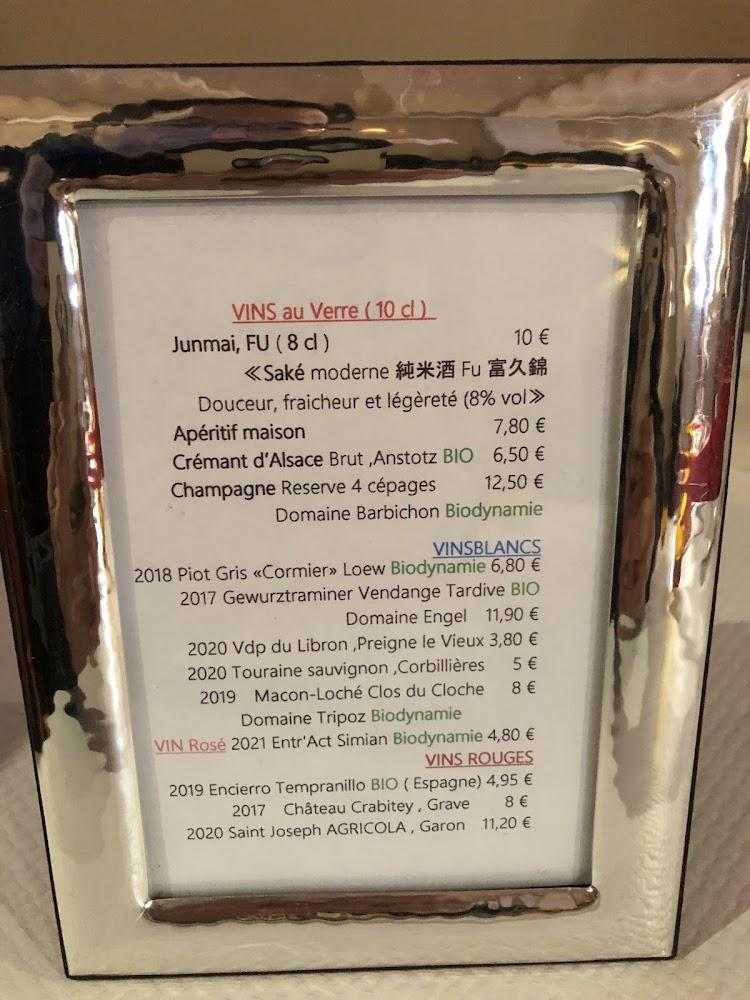 VINS au Verre ( 10 cl )
Junmai, FU ( 8 cl ) 10 €
≪Saké moderne 純米酒 Fu 富久錦
Douceur, fraicheur et légèreté (8% vol≫
Apéritif maison 7,80 €
Crémant d'Alsace Brut ,Anstotz BIO 6,50 €
Champagne Reserve 4 cépages 12,50 €
Domaine Barbichon Biodynamie
VINSBLANCS
2018 Piot Gris «Cormier» Loew Biodynamie 6,80 €
2017 Gewurztraminer Vendange Tardive BIO
Domaine Engel 11,90 €
2020 Vdp du Libron ,Preigne le Vieux 3,80 €
2020 Touraine sauvignon ,Corbillières 5 €
2019 Macon-Loché Clos du Cloche 8 €
Domaine Tripoz Biodynamie
VIN Rosé 2021 Entr'Act Simian Biodynamie 4,80 €
VINS ROUGES
2019 Encierro Tempranillo BIO ( Espagne) 4,95 €
2017 Château Crabitey , Grave 8 €
2020 Saint Joseph AGRICOLA , Garon 11,20 €